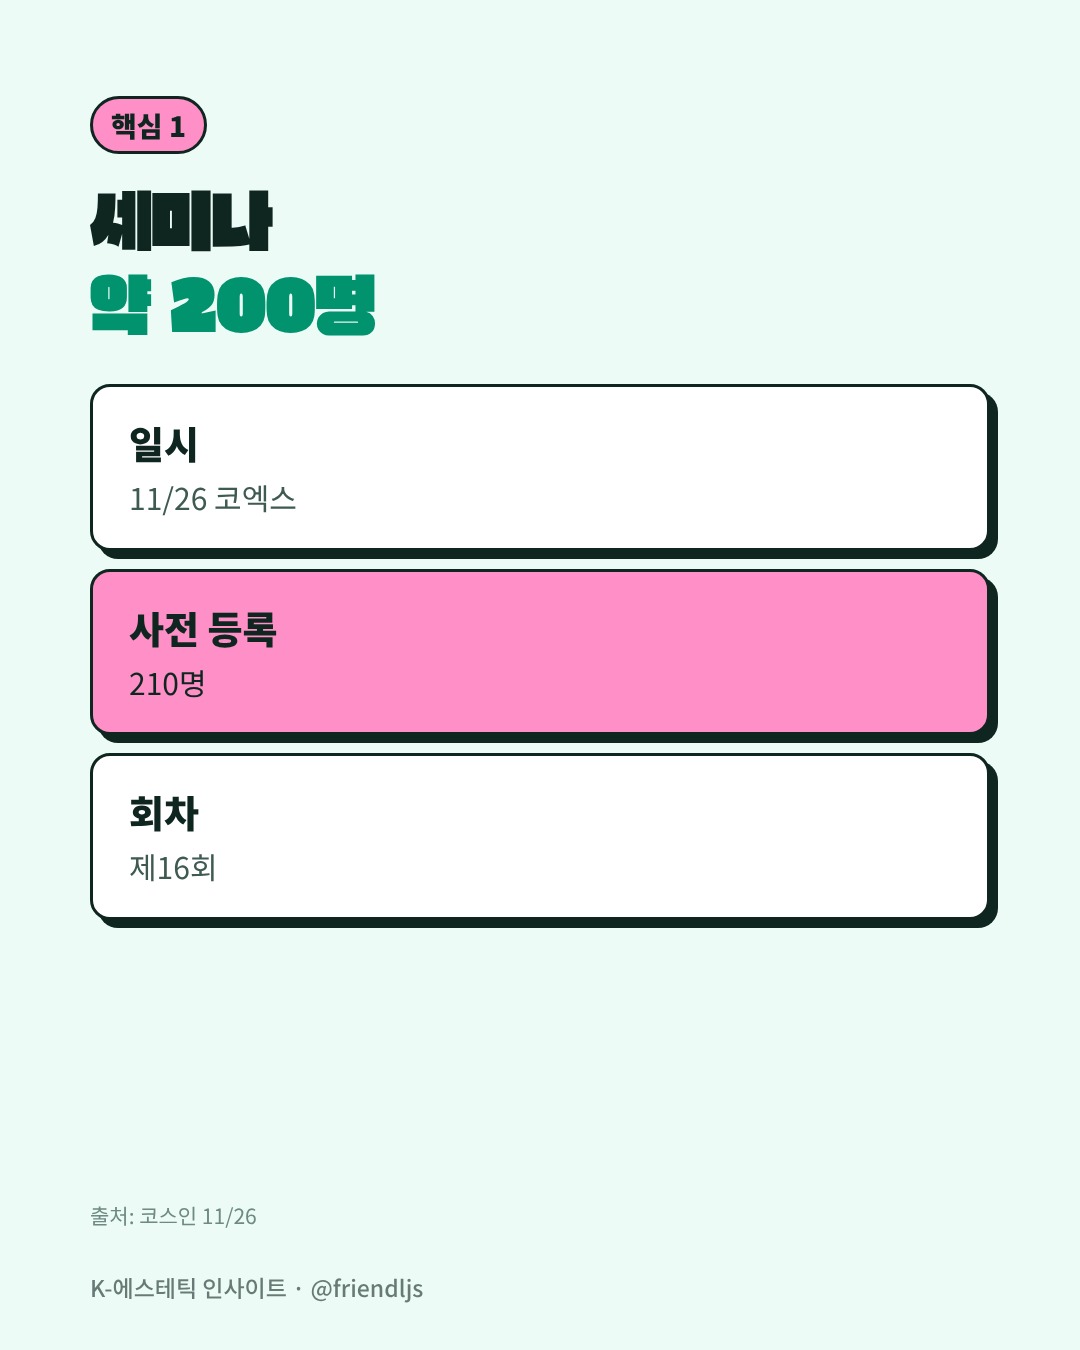 핵심 1
세미나
약 200명
일시
11/26 코엑스
사전 등록
210명
회차
제16회
출처: 코스인 11/26
K-에스테틱 인사이트 · @friendljs